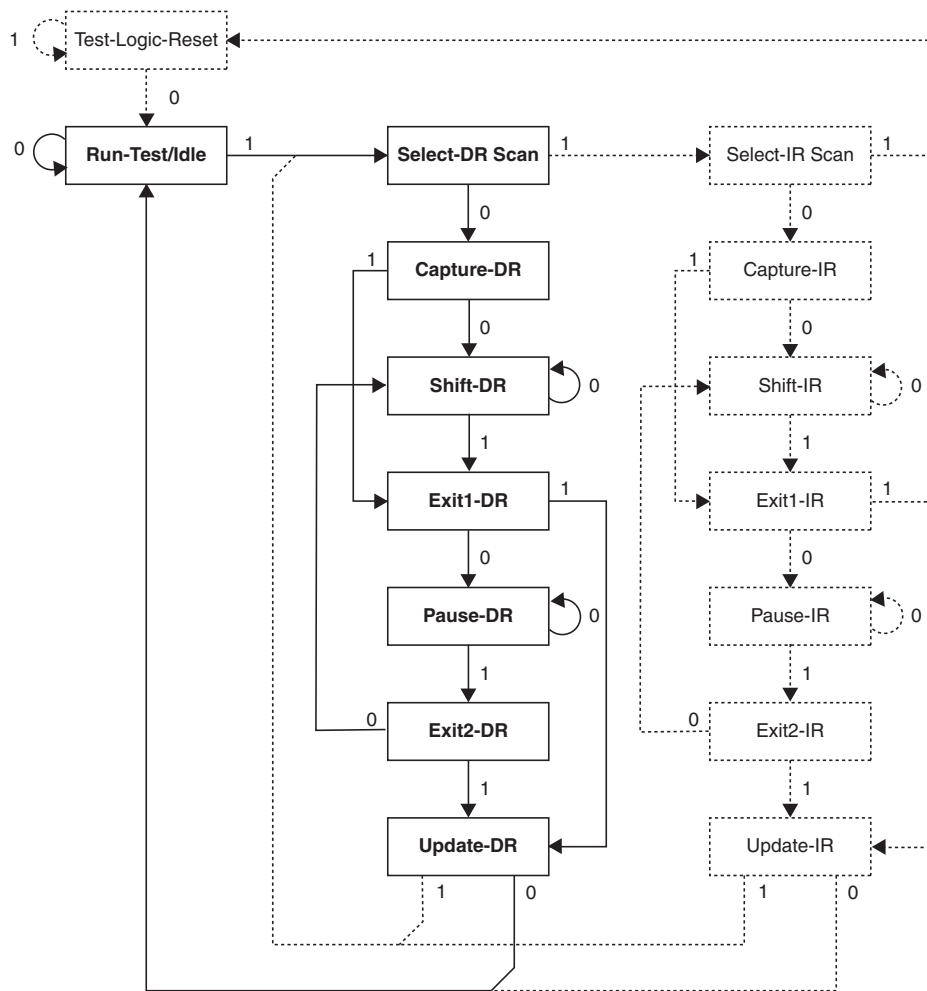 1
Test-Logic-Reset
0
0
Run-Test/Idle
1
Select-DR Scan
1
Select-IR Scan
1
0
0
1
Capture-DR
1
Capture-IR
0
0
Shift-DR
0
Shift-IR
0
1
1
Exit1-DR
1
Exit1-IR
1
0
0
Pause-DR
0
Pause-IR
0
1
1
0
Exit2-DR
0
Exit2-IR
1
1
Update-DR
Update-IR
1
0
1
0